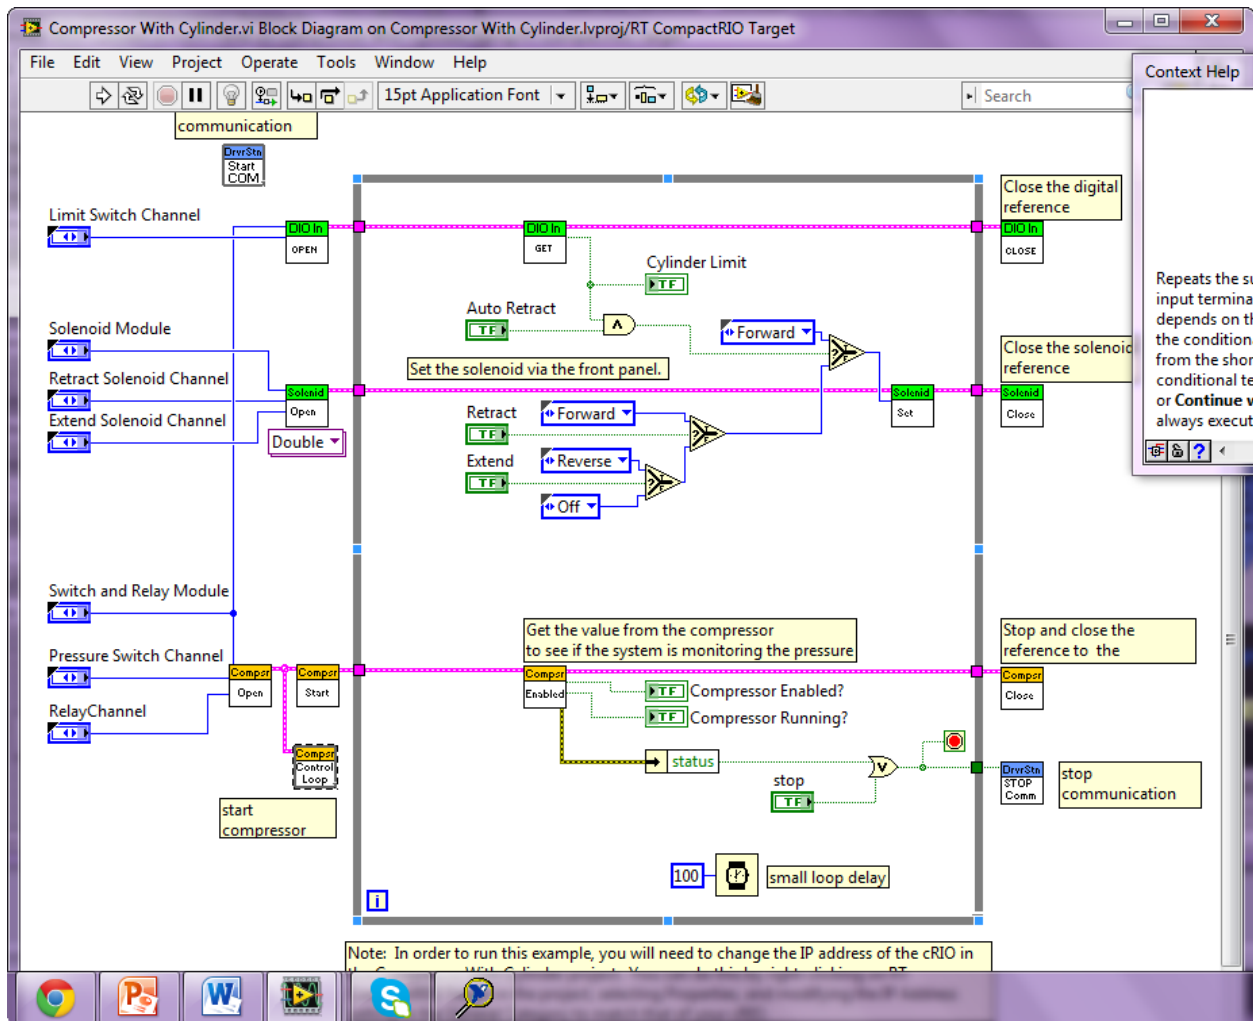 Compressor With Cylinder.vi Block Diagram on Compressor With Cylinder.lvproj/RT CompactRIO Target
File Edit View Project Operate Tools Window Help
15pt Application Font
Search
Context Help
communication
DrvrStn
Start
COM
Limit Switch Channel
DIO In
OPEN
DIO In
GET
Close the digital
reference
DIO In
CLOSE
Cylinder Limit
TF
Auto Retract
TF
Forward
Solenoid Module
Retract Solenoid Channel
Extend Solenoid Channel
Solenid
Open
Double
Set the solenoid via the front panel.
Solenid
Set
Close the solenoid
reference
Solenid
Close
Retract
TF
Forward
Extend
TF
Reverse
Off
Repeats the su
input termina
depends on th
the condition
from the shor
conditional te
or Continue w
always execut
Switch and Relay Module
Pressure Switch Channel
RelayChannel
Compsr
Open
Compsr
Start
Compsr
Control
Loop
start
compressor
Get the value from the compressor
to see if the system is monitoring the pressure
Compsr
Enabled
TF
Compressor Enabled?
TF
Compressor Running?
status
stop
TF
Stop and close the
reference to the
Compsr
Close
DrvrStn
STOP
Comm
stop
communication
100
small loop delay
i
Note: In order to run this example, you will need to change the IP address of the cRIO in